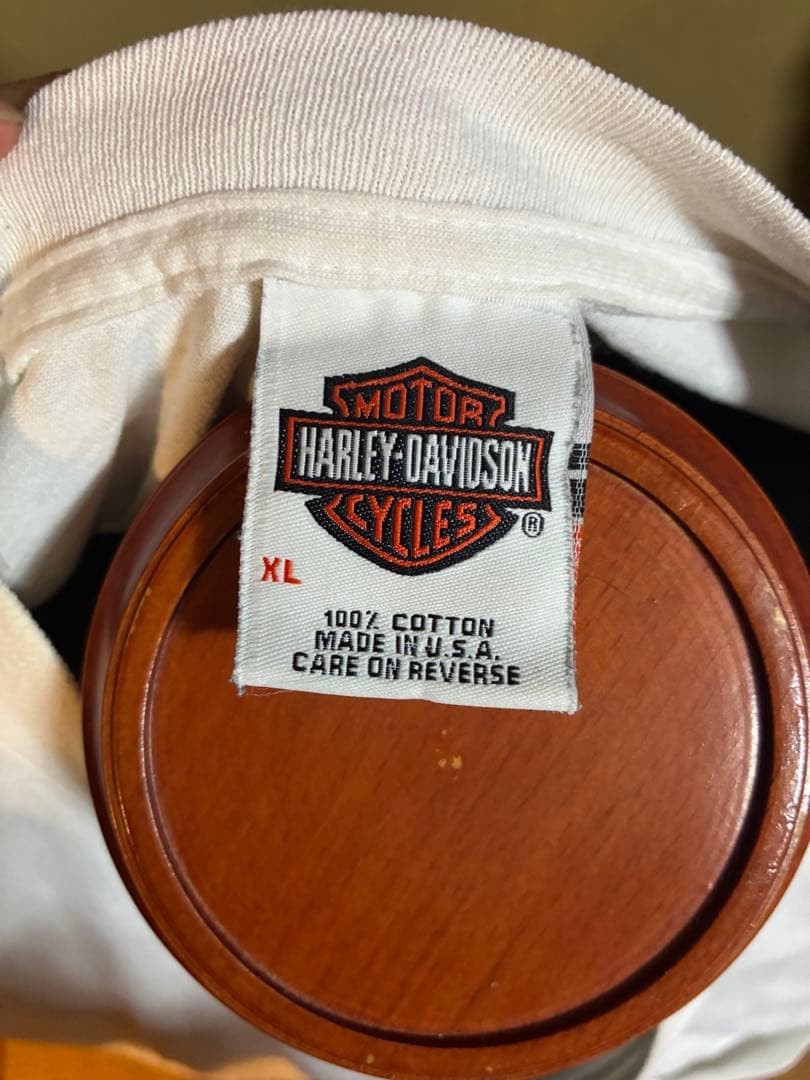 MOTOR
HARLEY-DAVIDSON
CYCLES
®
XL
100% COTTON
MADE IN U.S.A.
CARE ON REVERSE